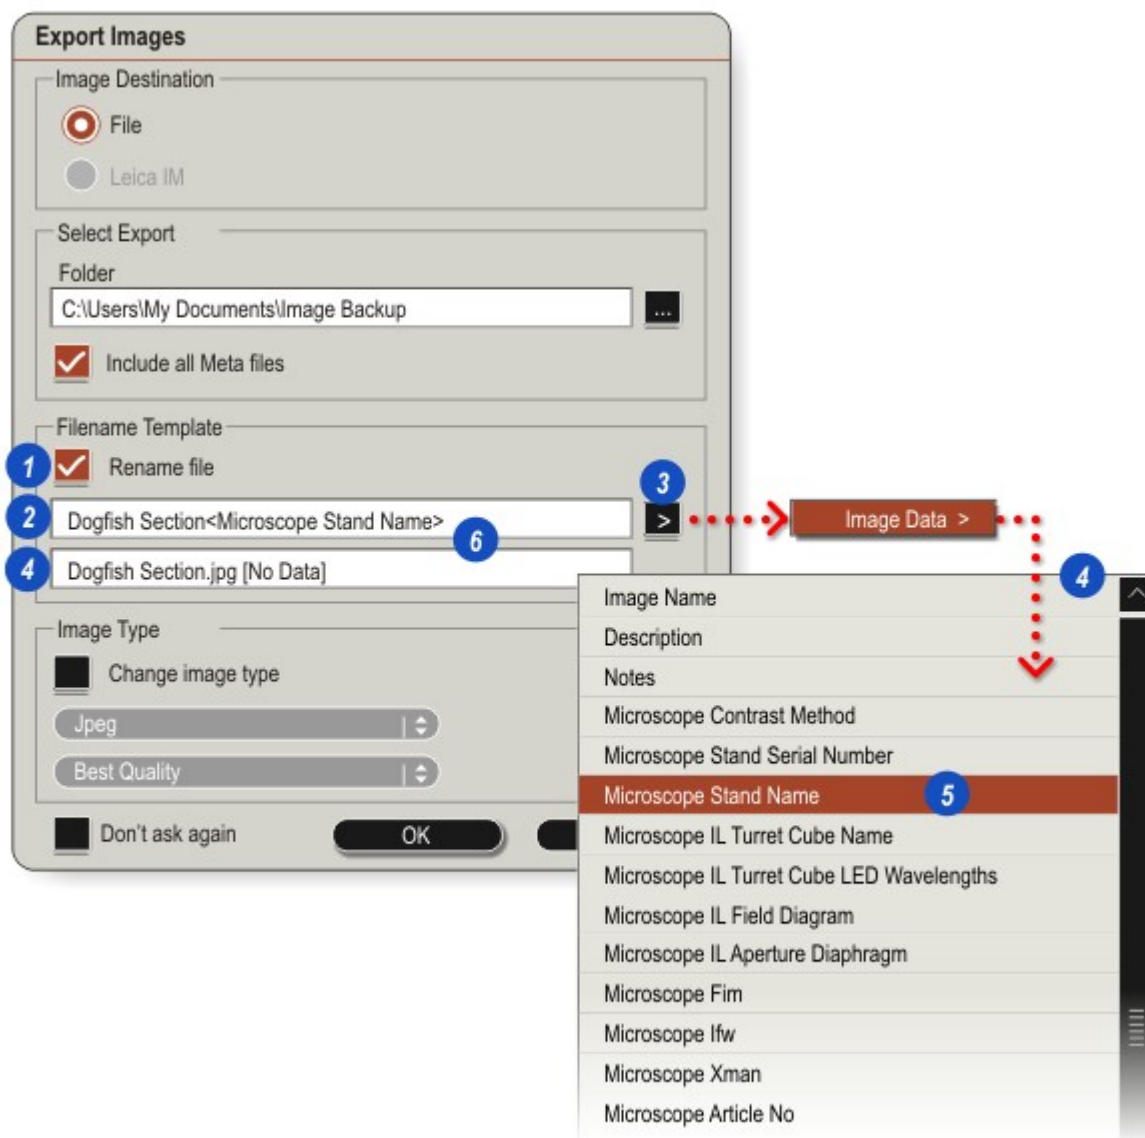 Export Images
Image Destination
File
Leica IM
Select Export
Folder
C:\Users\My Documents\Image Backup
...
Include all Meta files
Filename Template
1
Rename file
3
2
Dogfish Section<Microscope Stand Name>
>
Image Data >
6
4
Dogfish Section.jpg [No Data]
4
Image Type
Change image type
Jpeg
Best Quality
Don't ask again
OK
Image Name
Description
Notes
Microscope Contrast Method
Microscope Stand Serial Number
Microscope Stand Name
5
Microscope IL Turret Cube Name
Microscope IL Turret Cube LED Wavelengths
Microscope IL Field Diagram
Microscope IL Aperture Diaphragm
Microscope Fim
Microscope Ifw
Microscope Xman
Microscope Article No